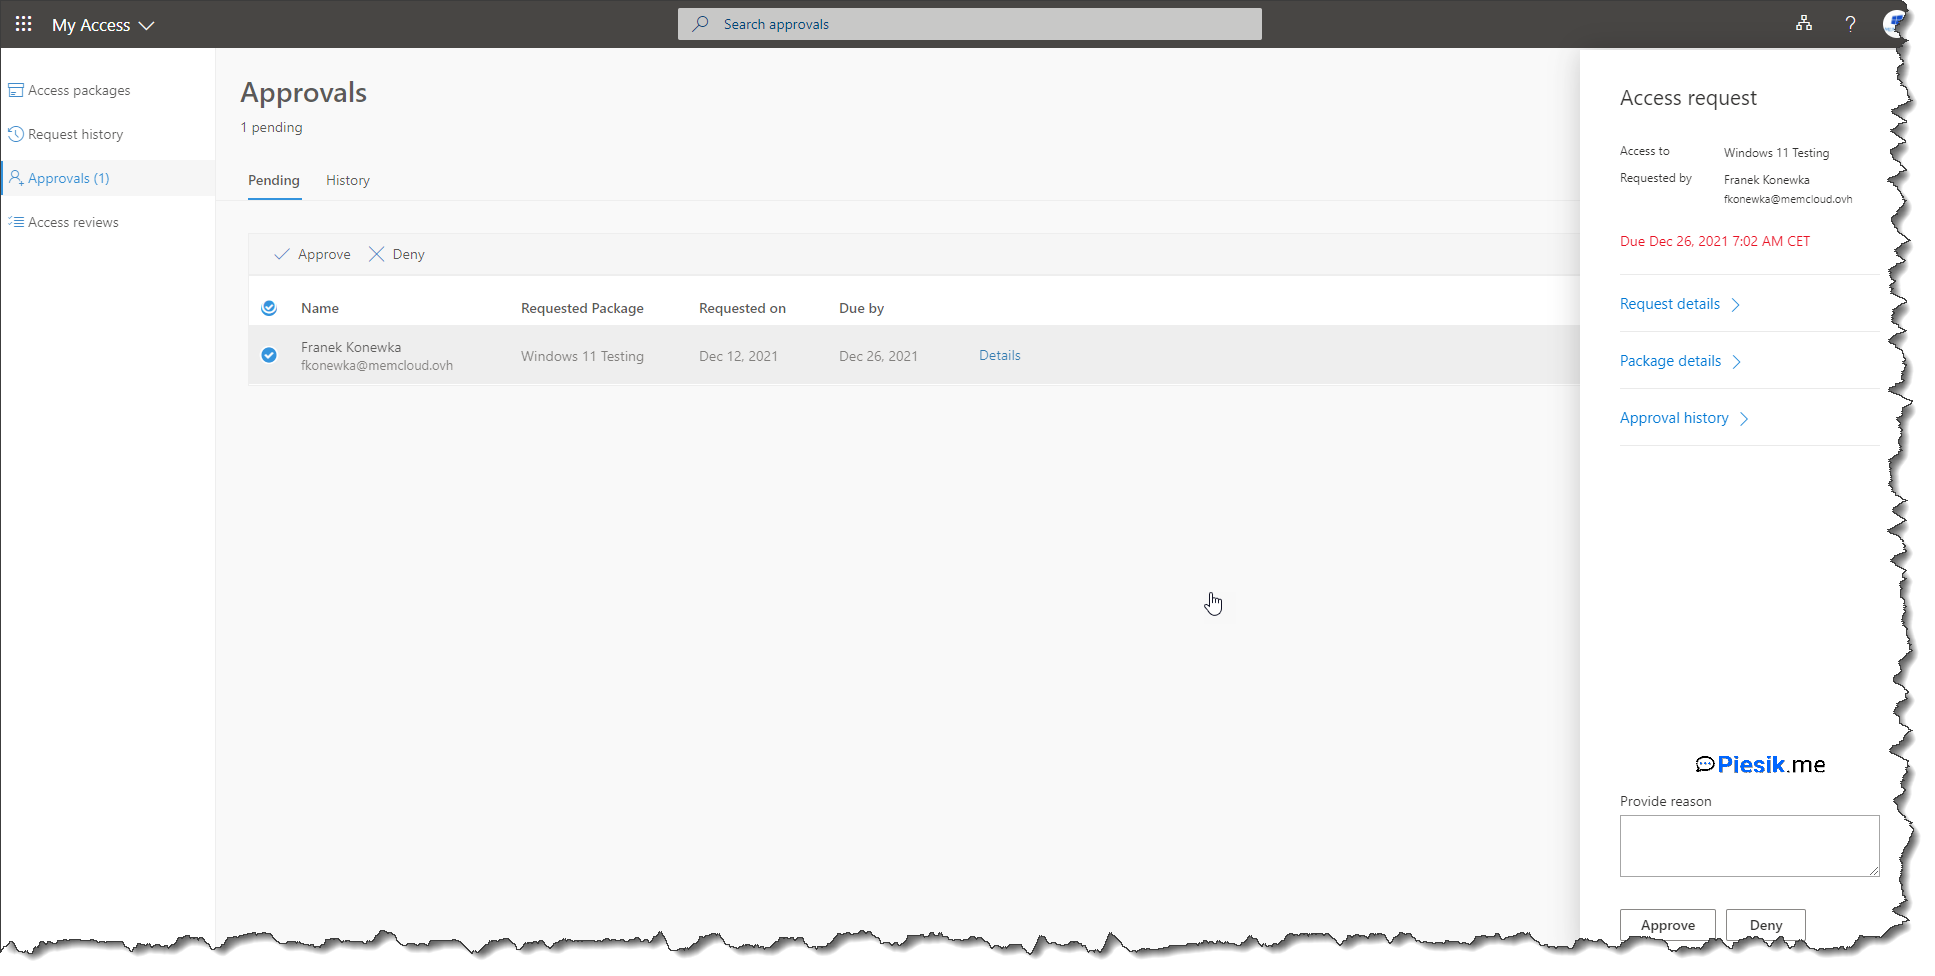 My Access
Search approvals
?
Access packages
Request history
Approvals (1)
Access reviews
Approvals
1 pending
Pending History
Approve Deny
Name Requested Package Requested on Due by
Franek Konewka
fkonewka@memcloud.ovh
Windows 11 Testing Dec 12, 2021 Dec 26, 2021 Details
Access request
Access to Windows 11 Testing
Requested by Franek Konewka
fkonewka@memcloud.ovh
Due Dec 26, 2021 7:02 AM CET
Request details
Package details
Approval history
Piesik.me
Provide reason
Approve Deny